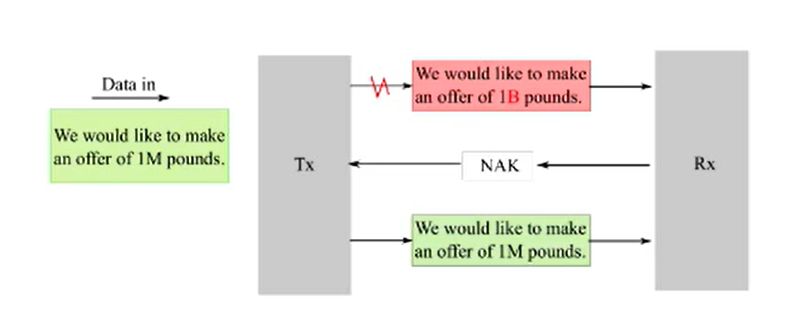 Data in
We would like to make
an offer of 1M pounds.
Tx
We would like to make
an offer of 1B pounds.
NAK
We would like to make
an offer of 1M pounds.
Rx